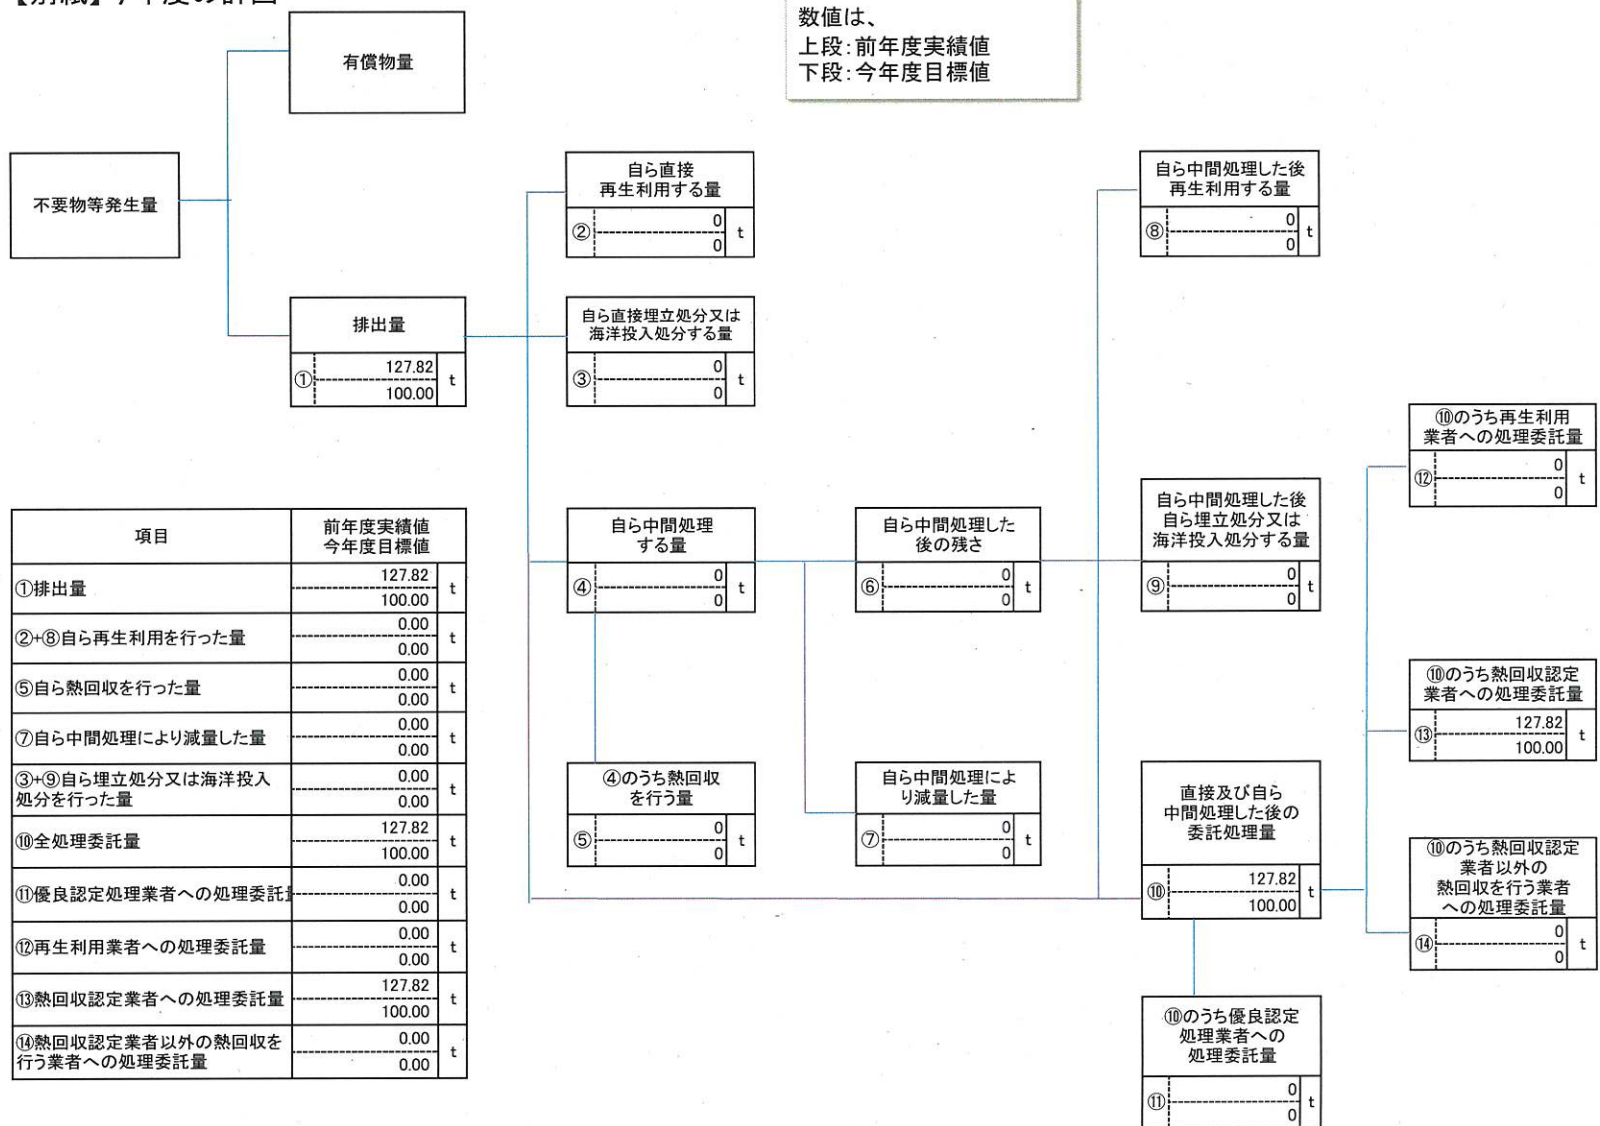 数値は、
上段：前年度実績値
下段：今年度目標値
有償物量
不要物等発生量
排出量
①
127.82
100.00
t
自ら直接
再生利用する量
②
0
0
t
自ら直接埋立処分又は
海洋投入処分する量
③
0
0
t
自ら中間処理
する量
④
0
0
t
④のうち熱回収
を行う量
⑤
0
0
t
自ら中間処理した
後の残さ
⑥
0
0
t
自ら中間処理によ
り減量した量
⑦
0
0
t
自ら中間処理した後
再生利用する量
⑧
0
0
t
自ら中間処理した後
自ら埋立処分又は
海洋投入処分する量
⑨
0
0
t
直接及び自ら
中間処理した後の
委託処理量
⑩
127.82
100.00
t
⑩のうち優良認定
処理業者への
処理委託量
⑪
0
0
t
⑩のうち再生利用
業者への処理委託量
⑫
0
0
t
⑩のうち熱回収認定
業者への処理委託量
⑬
127.82
100.00
t
⑩のうち熱回収認定
業者以外の
熱回収を行う業者
への処理委託量
⑭
0
0
t
項目
前年度実績値
今年度目標値
①排出量
127.82
100.00
t
②+⑧自ら再生利用を行った量
0.00
0.00
t
⑤自ら熱回収を行った量
0.00
0.00
t
⑦自ら中間処理により減量した量
0.00
0.00
t
③+⑨自ら埋立処分又は海洋投入
処分を行った量
0.00
0.00
t
⑩全処理委託量
127.82
100.00
t
⑪優良認定処理業者への処理委託
0.00
0.00
t
⑫再生利用業者への処理委託量
0.00
0.00
t
⑬熱回収認定業者への処理委託量
127.82
100.00
t
⑭熱回収認定業者以外の熱回収を
行う業者への処理委託量
0.00
0.00
t